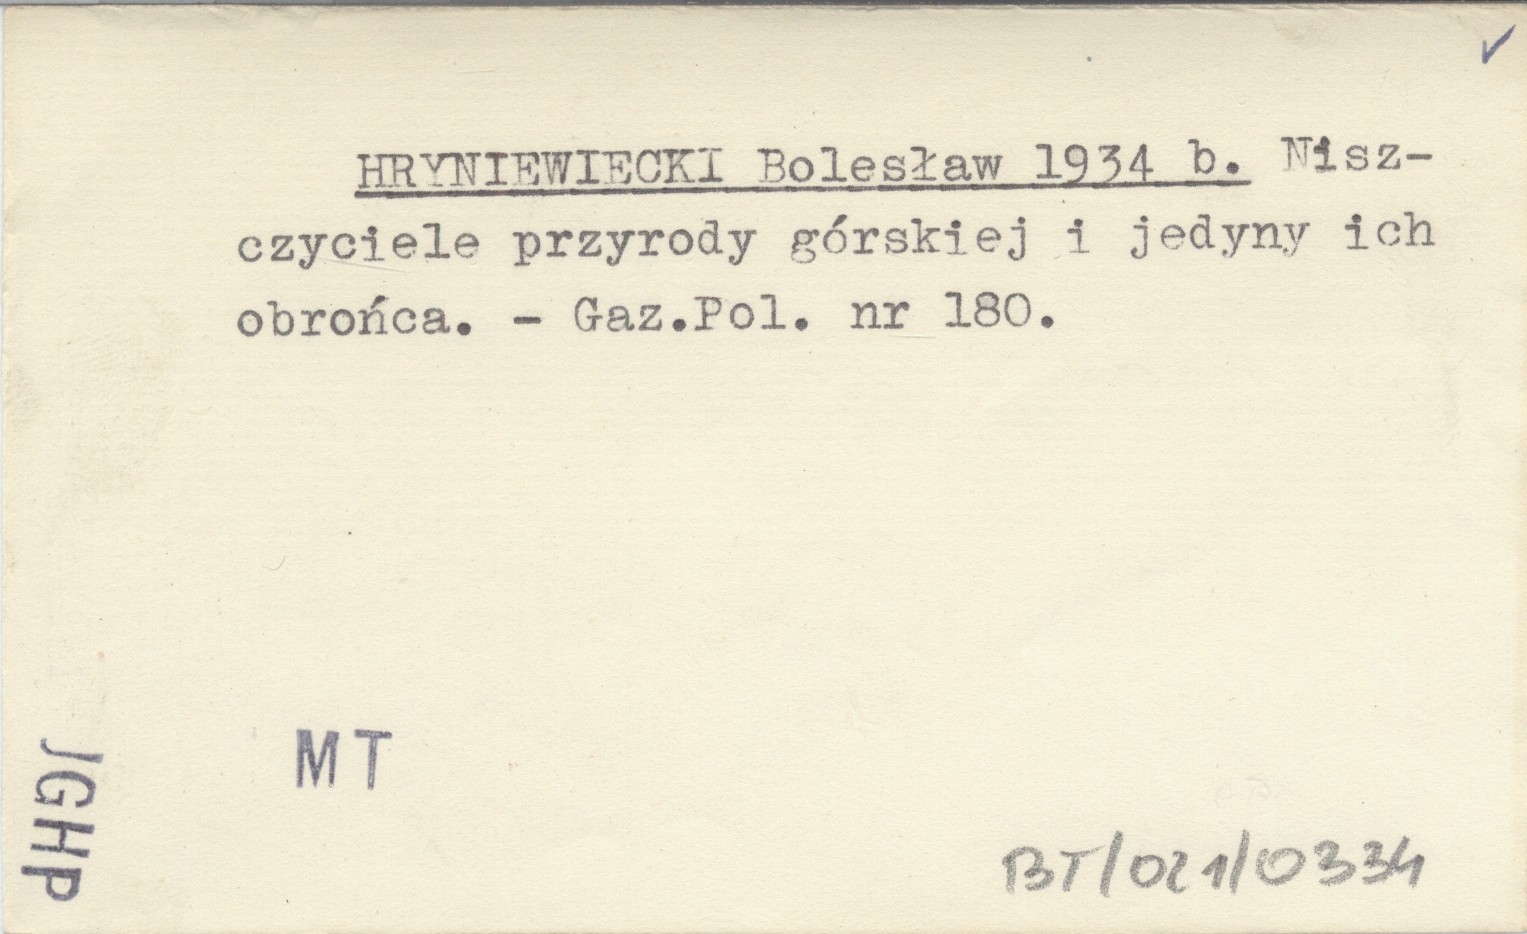 HRYNIEWIECKI Bolesław 1934 b. Nisz-
czyciele przyrody górskiej i jedyny ich
obrońca. - Gaz.Pol. nr 180.
MT
JGHP
BT/021/0334